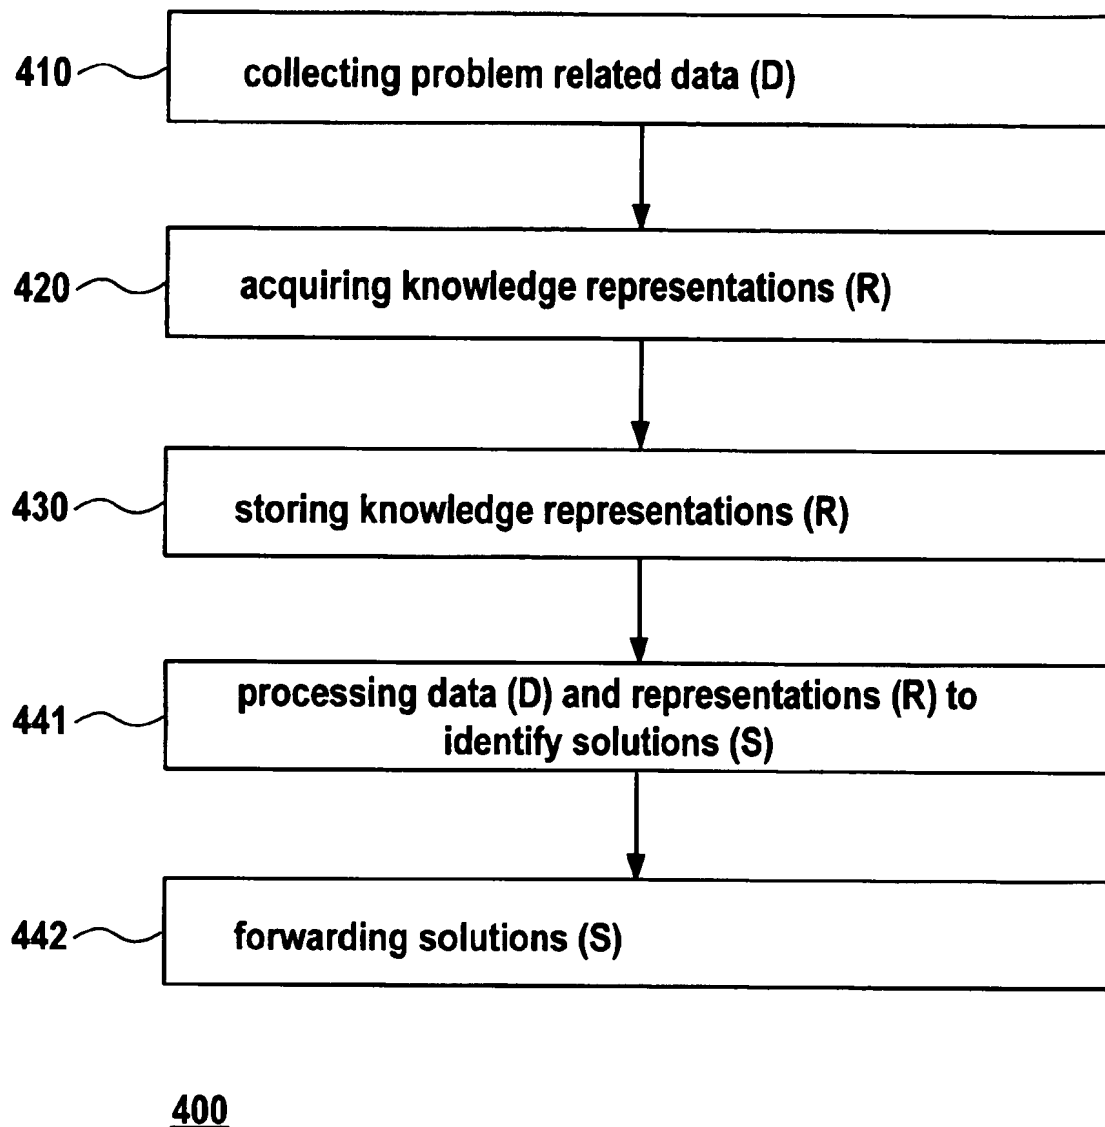 410
collecting problem related data (D)
420
acquiring knowledge representations (R)
430
storing knowledge representations (R)
441
processing data (D) and representations (R) to
identify solutions (S)
442
forwarding solutions (S)
400